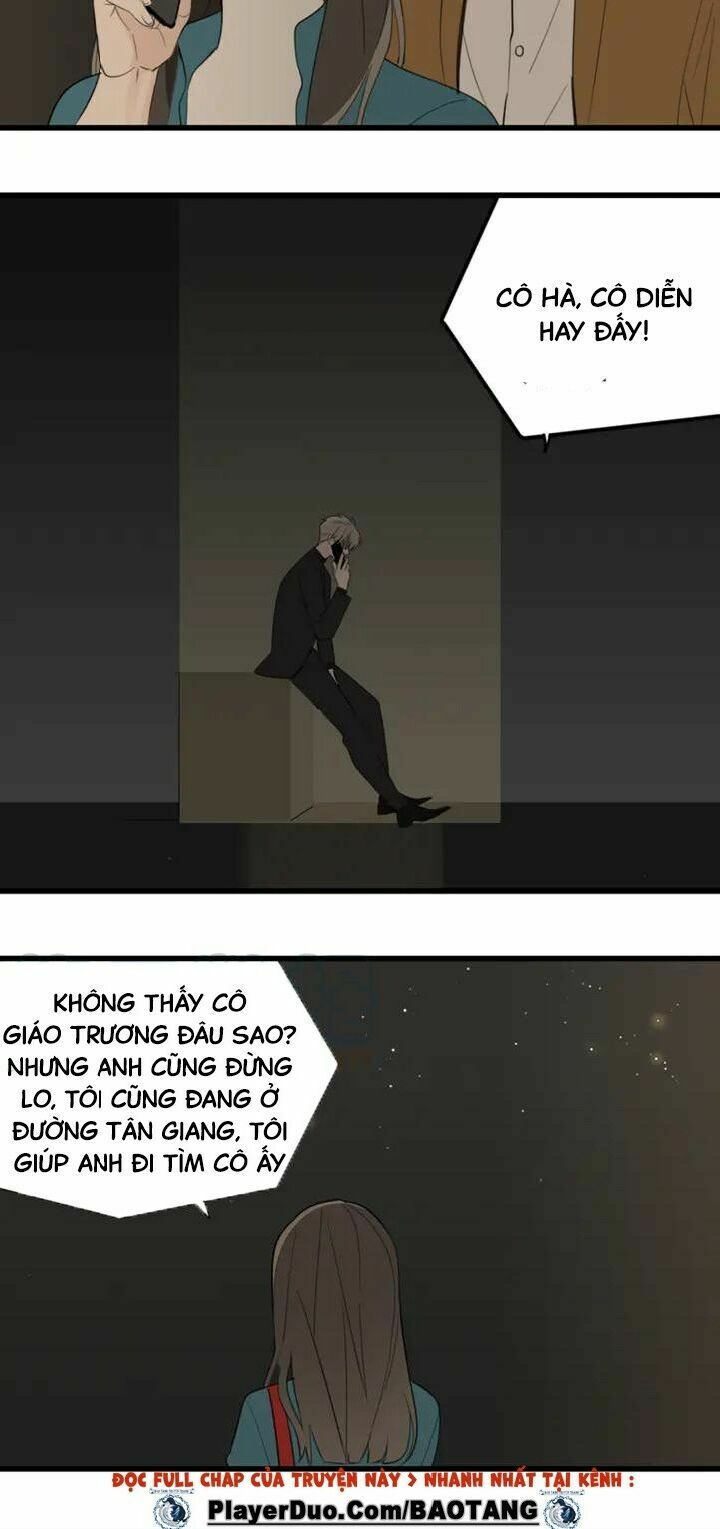 CÔ HÀ, CÔ DIỄN
HAY ĐẤY!
KHÔNG THẤY CÔ
GIÁO TRƯƠNG ĐÂU SAO?
NHƯNG ANH CŨNG ĐỪNG
LO, TÔI CŨNG ĐANG Ở
ĐƯỜNG TÂN GIANG, TÔI
GIÚP ANH ĐI TÌM CÔ ẤY
ĐỌC FULL CHAP CỦA TRUYỆN NÀY > NHANH NHẤT TẠI KÊNH :
PLAYERDUO.COM/BAOTANG